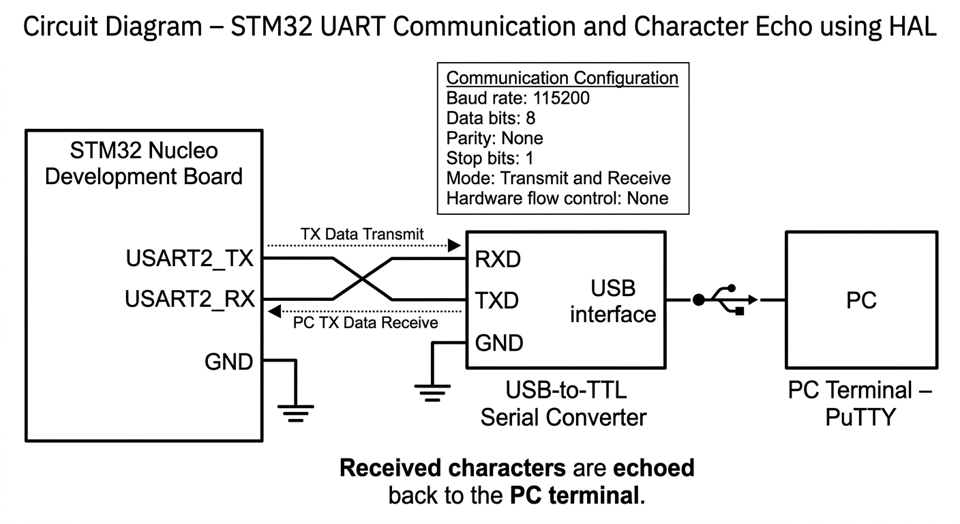 Circuit Diagram – STM32 UART Communication and Character Echo using HAL
Communication Configuration
Baud rate: 115200
Data bits: 8
Parity: None
Stop bits: 1
Mode: Transmit and Receive
Hardware flow control: None
STM32 Nucleo
Development Board
USART2_TX
USART2_RX
GND
TX Data Transmit
PC TX Data Receive
RXD
TXD
GND
USB
interface
USB-to-TTL
Serial Converter
PC
PC Terminal –
PuTTY
Received characters are echoed
back to the PC terminal.